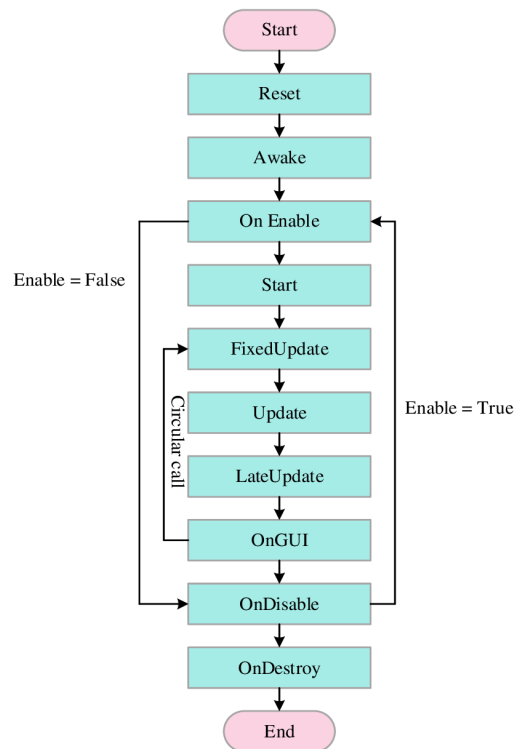 Start
Reset
Awake
On Enable
Enable = False
Start
FixedUpdate
Circular call
Update
Enable = True
LateUpdate
OnGUI
OnDisable
OnDestroy
End